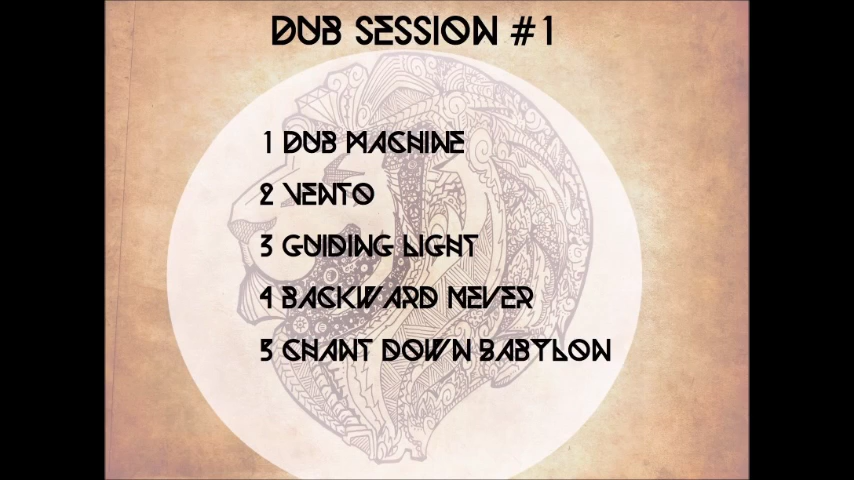 DUB SESSION #1
1 DUB MACHINE
2 VENTO
3 GUIDING LIGHT
4 BACKWARD NEVER
5 CHANT DOWN BABYLON